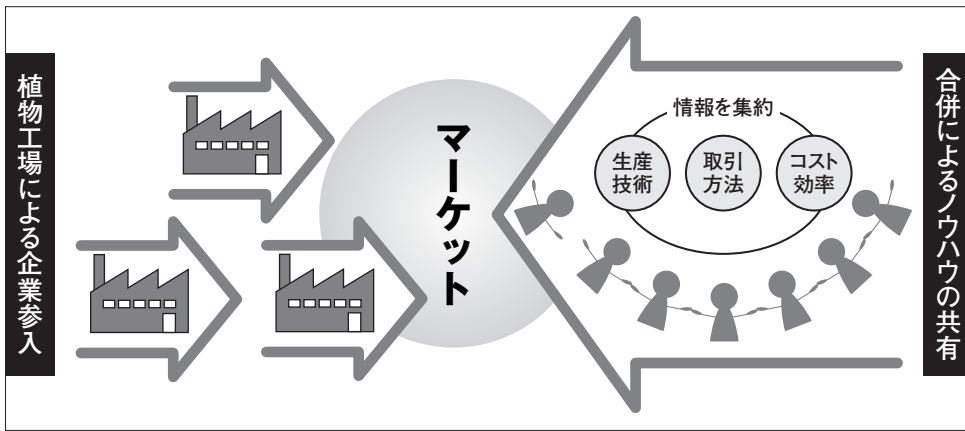 植物工場による企業参入
マーケット
情報を集約
生産
技術
取引
方法
コスト
効率
合併によるノウハウの共有